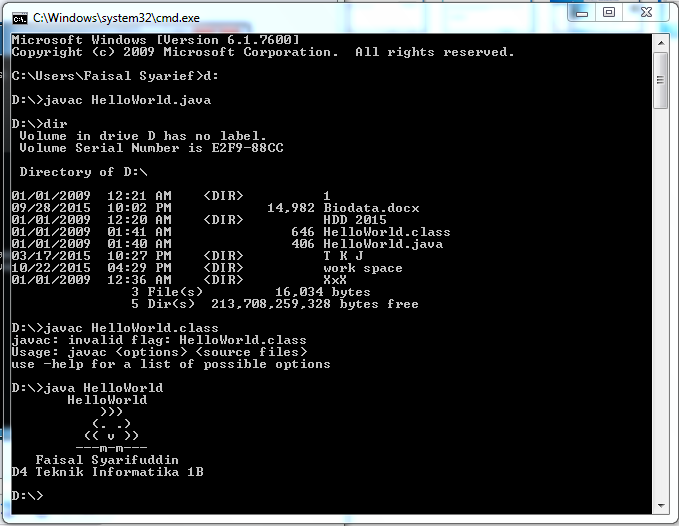 C:\Windows\system32\cmd.exe
Microsoft Windows [Version 6.1.7600]
Copyright (c) 2009 Microsoft Corporation.  All rights reserved.
C:\Users\Faisal Syarief>d:
D:\>javac HelloWorld.java
D:\>dir
 Volume in drive D has no label.
 Volume Serial Number is E2F9-88CC
 Directory of D:\
01/01/2009  12:21 AM    <DIR>          1
09/28/2015  10:02 PM            14,982 Biodata.docx
01/01/2009  12:20 AM    <DIR>          HDD 2015
01/01/2009  01:41 AM               646 HelloWorld.class
01/01/2009  01:40 AM               406 HelloWorld.java
03/17/2015  10:27 PM    <DIR>          T K J
10/22/2015  04:29 PM    <DIR>          work space
01/01/2009  12:36 AM    <DIR>          XxX
               3 File(s)         16,034 bytes
               5 Dir(s)  213,708,259,328 bytes free
D:\>javac HelloWorld.class
javac: invalid flag: HelloWorld.class
Usage: javac <options> <source files>
use -help for a list of possible options
D:\>java HelloWorld
       HelloWorld
           )))
          (. .)
         (( v ))
        ---m-m---
   Faisal Syarifuddin
D4 Teknik Informatika 1B
D:\>